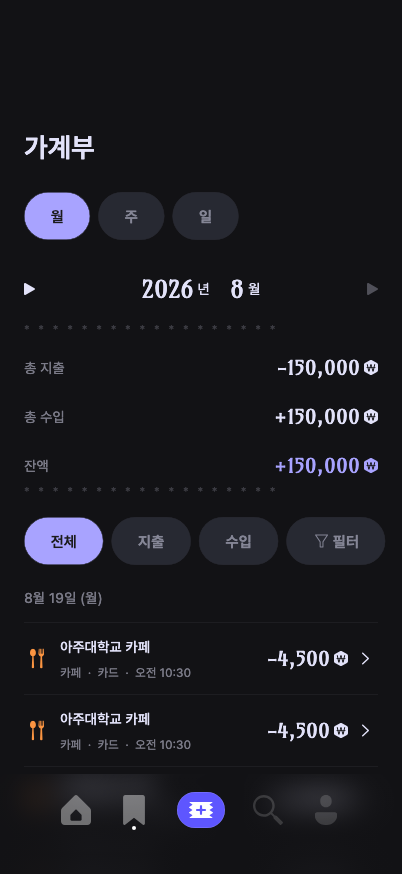 가계부
월 주 일
2026 년 8 월
총 지출 -150,000 ₩
총 수입 +150,000 ₩
잔액 +150,000 ₩
전체 지출 수입 필터
8월 19일 (월)
아주대학교 카페
카페 · 카드 · 오전 10:30
-4,500 ₩
아주대학교 카페
카페 · 카드 · 오전 10:30
-4,500 ₩